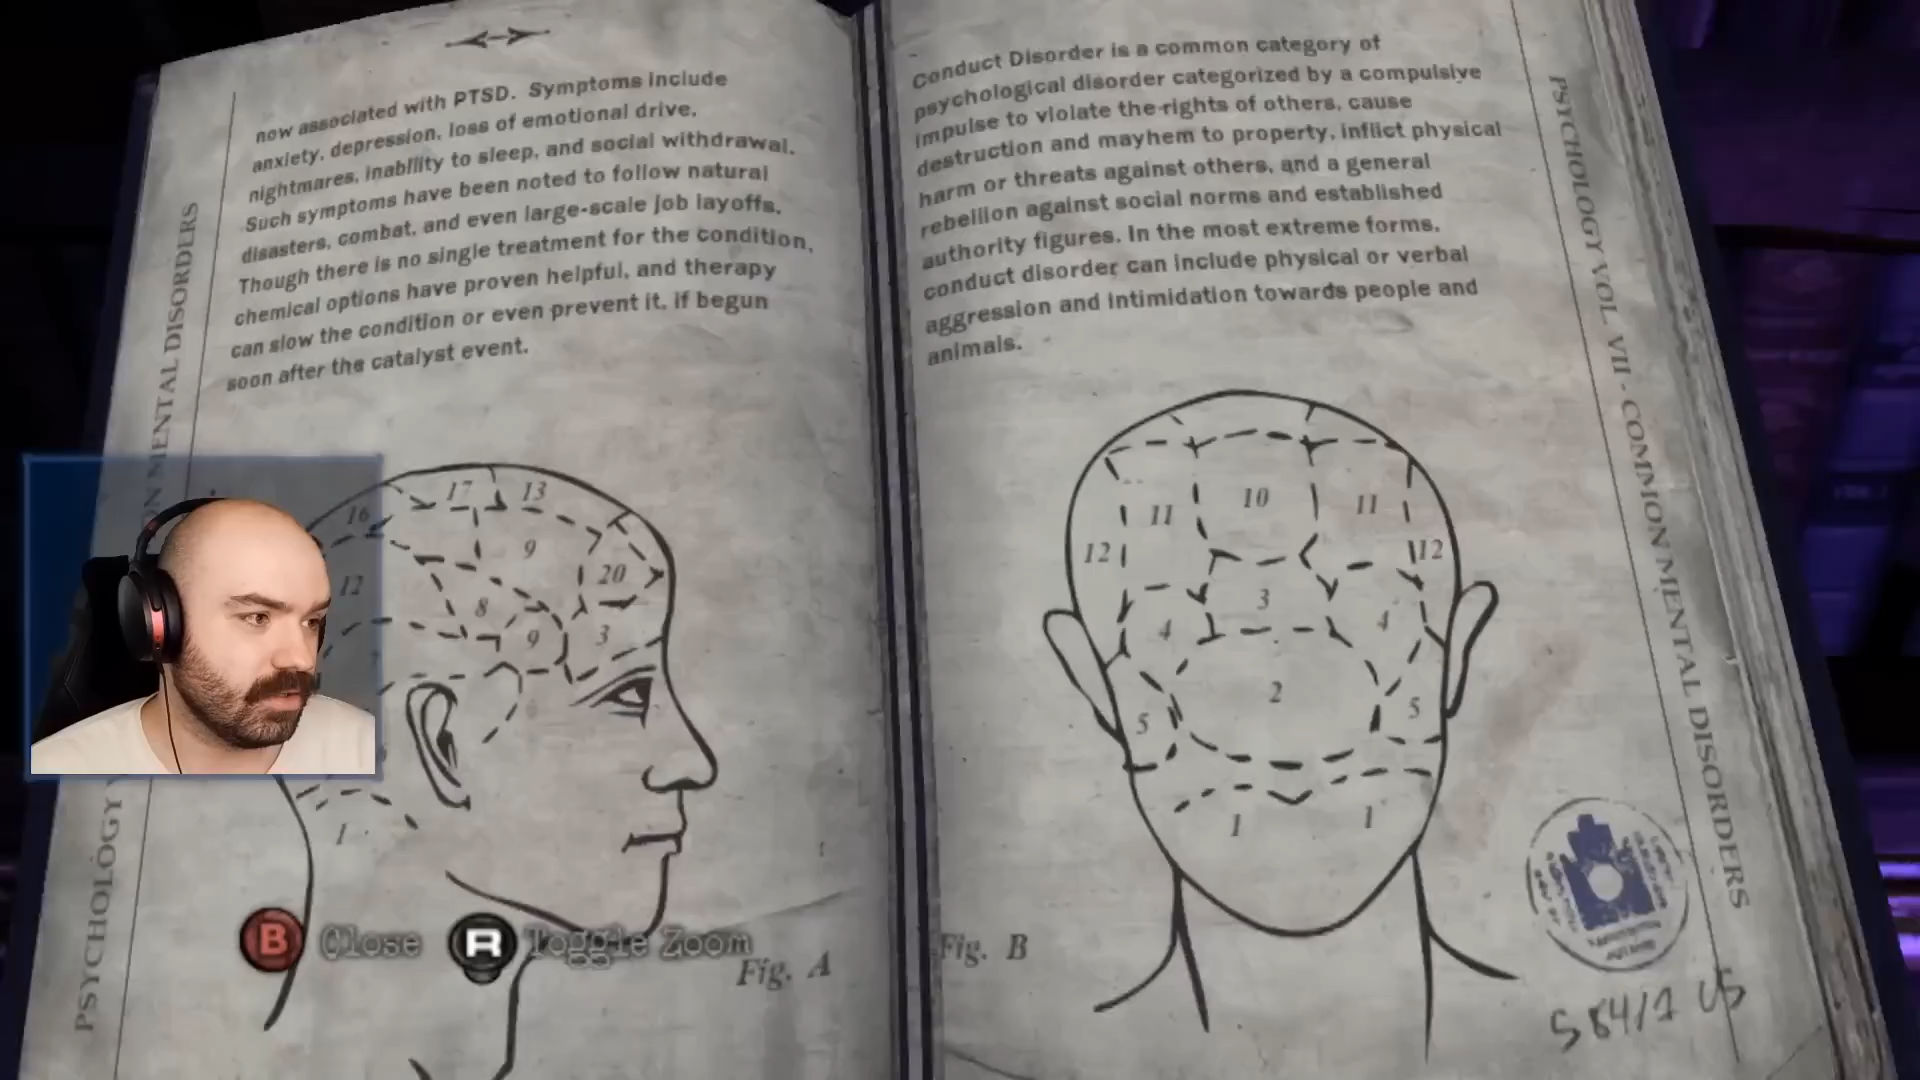 now associated with PTSD. Symptoms include
anxiety, depression, loss of emotional drive,
nightmares, inability to sleep, and social withdrawal.
Such symptoms have been noted to follow natural
disasters, combat, and even large-scale job layoffs.
Though there is no single treatment for the condition,
chemical options have proven helpful, and therapy
can slow the condition or even prevent it, if begun
soon after the catalyst event.
ON MENTAL DISORDERS
PSYCHOLOGY
16
17
13
9
20
12
8
9
3
1
B Close R Toggle Zoom
Fig. A
Conduct Disorder is a common category of
psychological disorder categorized by a compulsive
impulse to violate the rights of others, cause
destruction and mayhem to property, inflict physical
harm or threats against others, and a general
rebellion against social norms and established
authority figures. In the most extreme forms,
conduct disorder can include physical or verbal
aggression and intimidation towards people and
animals.
PSYCHOLOGY VOL. VII - COMMON MENTAL DISORDERS
11 10 11
12 12
3
4 4
2
5 5
1 1
Fig. B